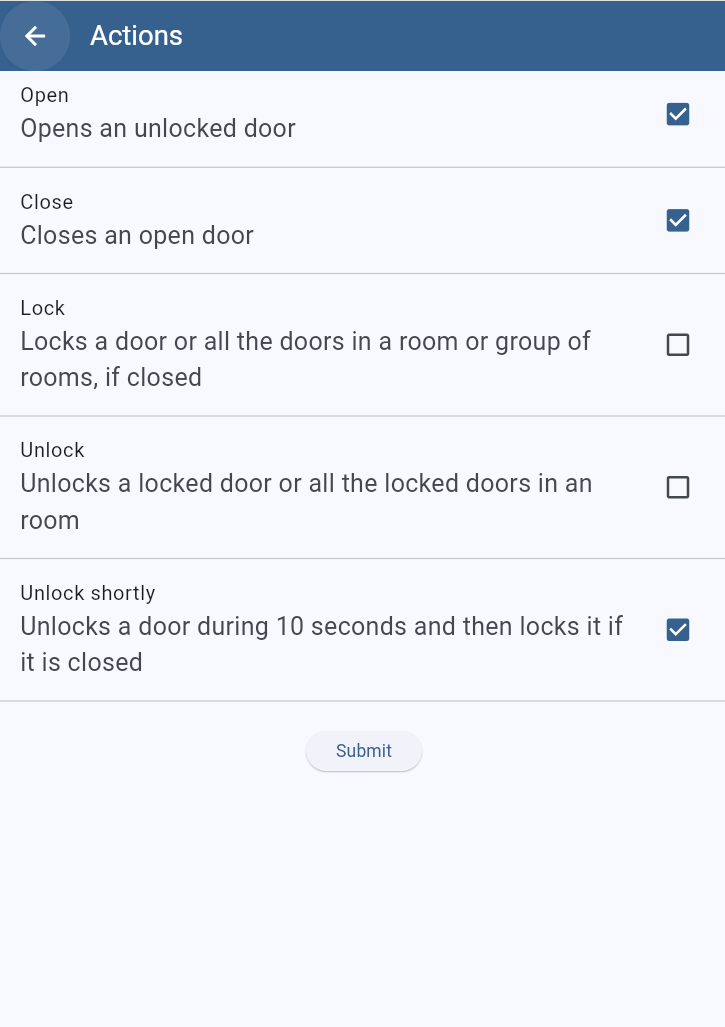 Actions
Open
Opens an unlocked door
Close
Closes an open door
Lock
Locks a door or all the doors in a room or group of
rooms, if closed
Unlock
Unlocks a locked door or all the locked doors in an
room
Unlock shortly
Unlocks a door during 10 seconds and then locks it if
it is closed
Submit